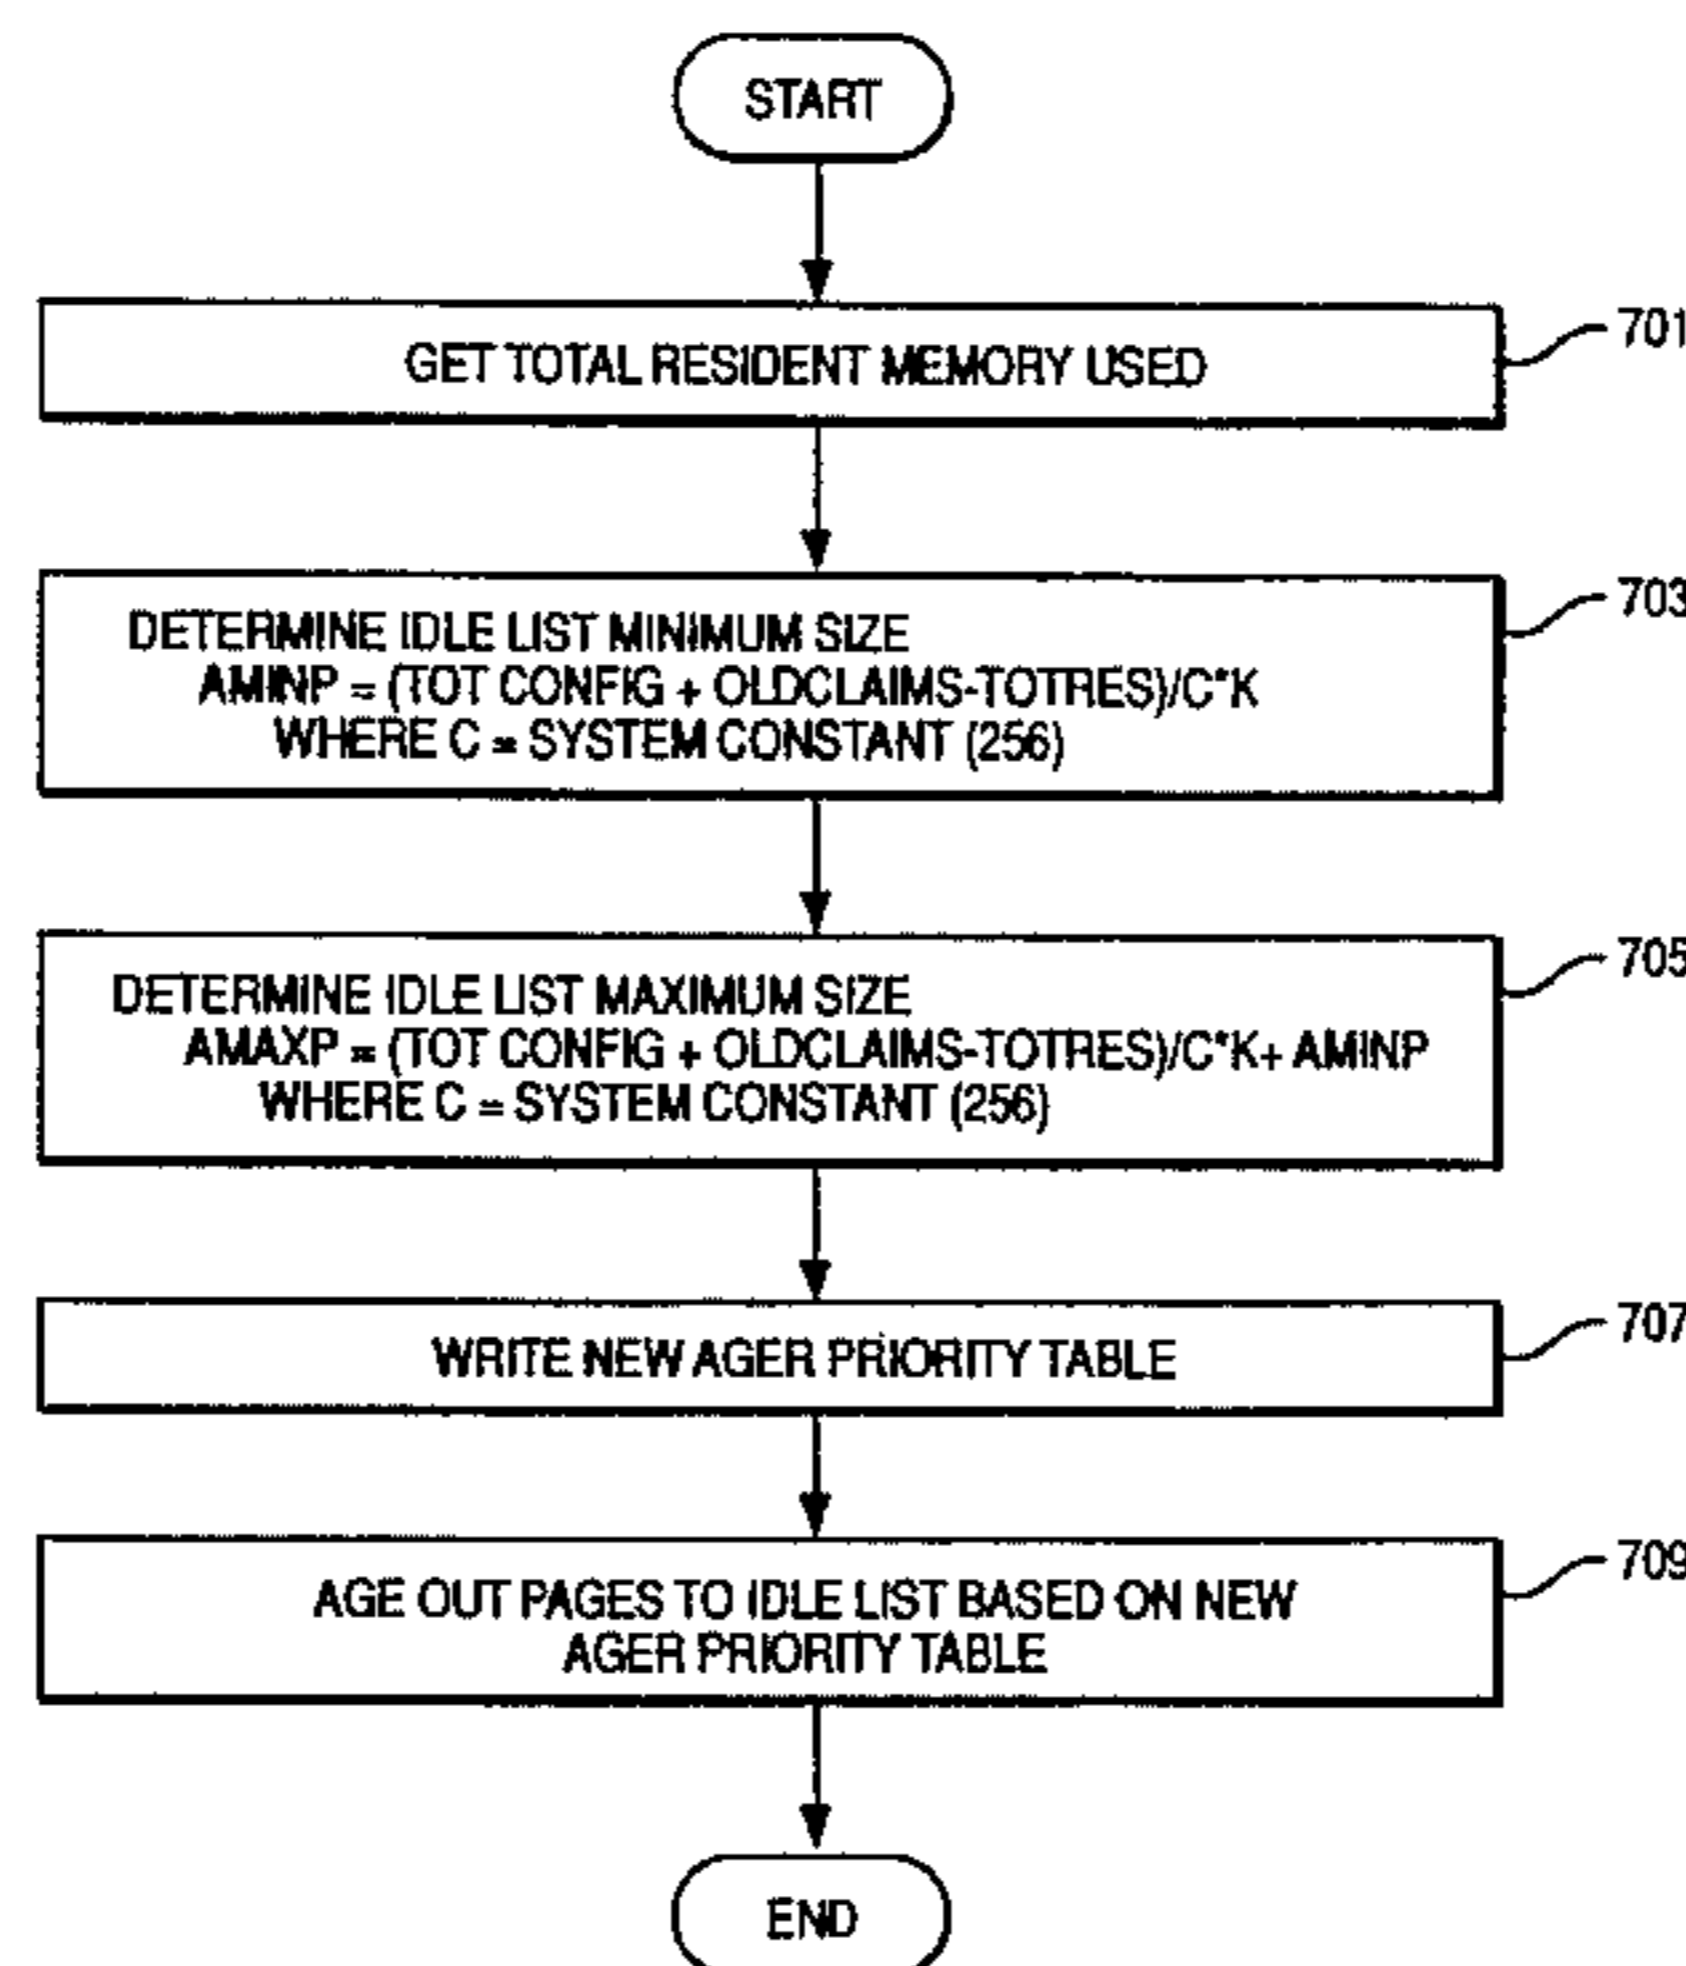 START
GET TOTAL RESIDENT MEMORY USED
701
DETERMINE IDLE LIST MINIMUM SIZE
AMINP = (TOT CONFIG + OLDCLAIMS-TOTRES)/C*K
WHERE C = SYSTEM CONSTANT (256)
703
DETERMINE IDLE LIST MAXIMUM SIZE
AMAXP = (TOT CONFIG + OLDCLAIMS-TOTRES)/C*K+ AMINP
WHERE C = SYSTEM CONSTANT (256)
705
WRITE NEW AGER PRIORITY TABLE
707
AGE OUT PAGES TO IDLE LIST BASED ON NEW
AGER PRIORITY TABLE
709
END